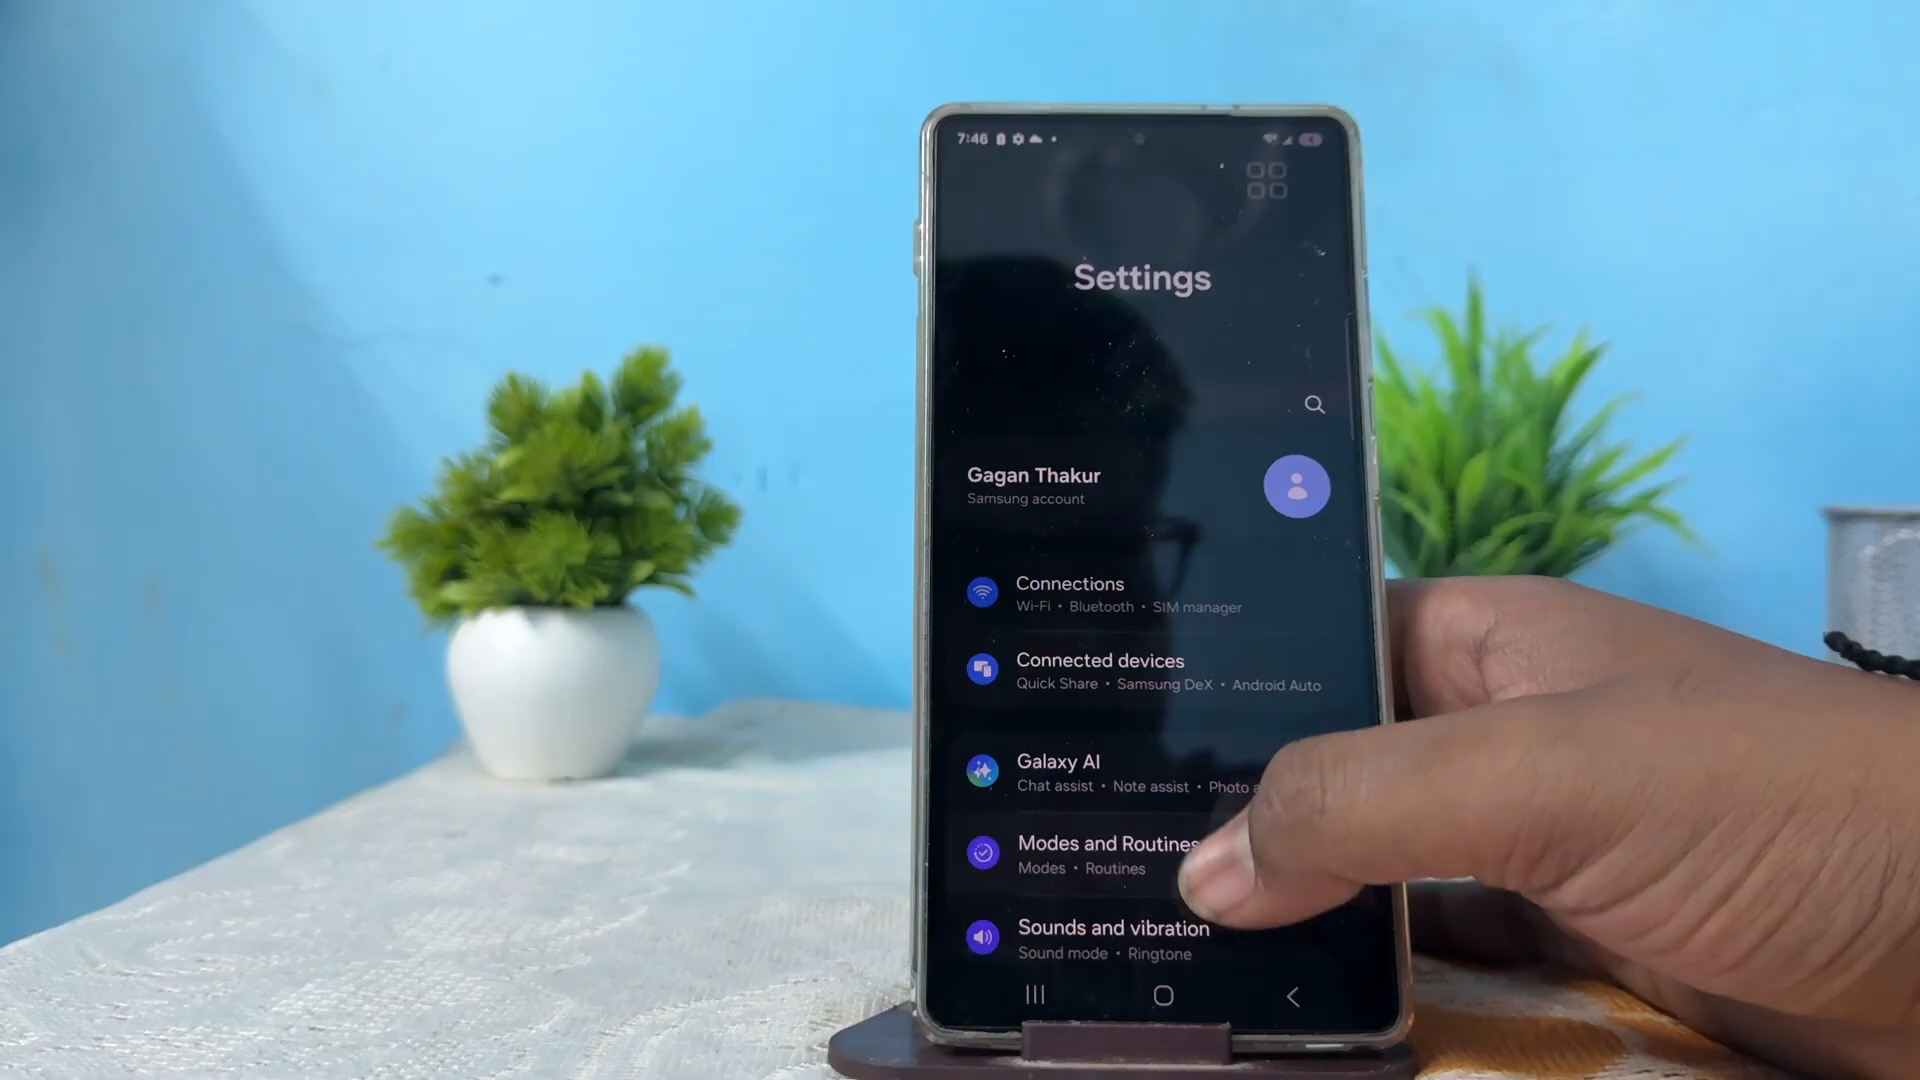 7:46
Settings
Gagan Thakur
Samsung account
Connections
Wi-Fi • Bluetooth • SIM manager
Connected devices
Quick Share • Samsung DeX • Android Auto
Galaxy AI
Chat assist • Note assist • Photo
Modes and Routines
Modes • Routines
Sounds and vibration
Sound mode • Ringtone